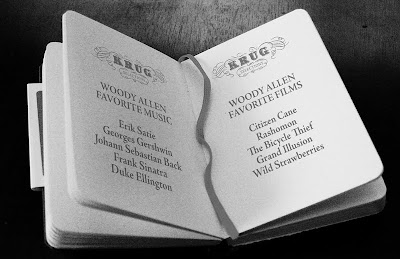 KRUG
WOODY ALLEN
FAVORITE MUSIC
Erik Satie
Georges Gershwin
Johann Sebastian Back
Frank Sinatra
Duke Ellington
KRUG
WOODY ALLEN
FAVORITE FILMS
Citizen Cane
Rashomon
The Bicycle Thief
Grand Illusion
Wild Strawberries